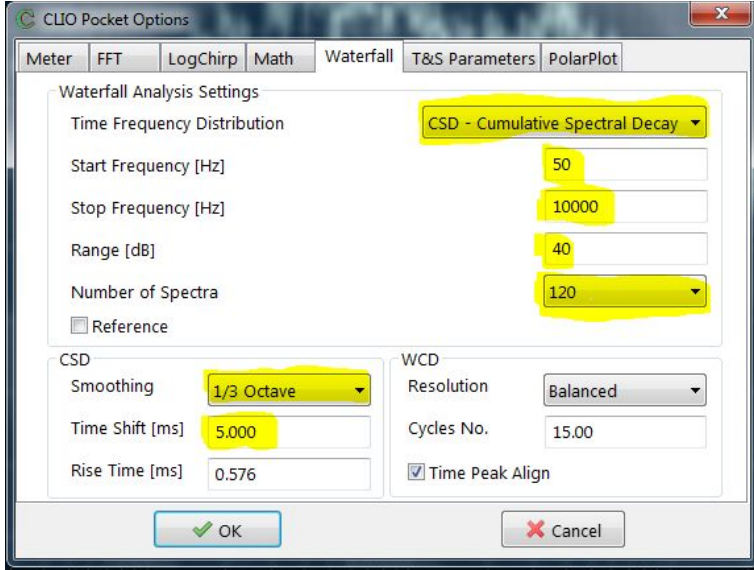 CLIO Pocket Options
Meter FFT LogChirp Math Waterfall T&S Parameters PolarPlot
Waterfall Analysis Settings
Time Frequency Distribution CSD - Cumulative Spectral Decay
Start Frequency [Hz] 50
Stop Frequency [Hz] 10000
Range [dB] 40
Number of Spectra 120
Reference
CSD WCD
Smoothing 1/3 Octave Resolution Balanced
Time Shift [ms] 5.000 Cycles No. 15.00
Rise Time [ms] 0.576 Time Peak Align
OK Cancel